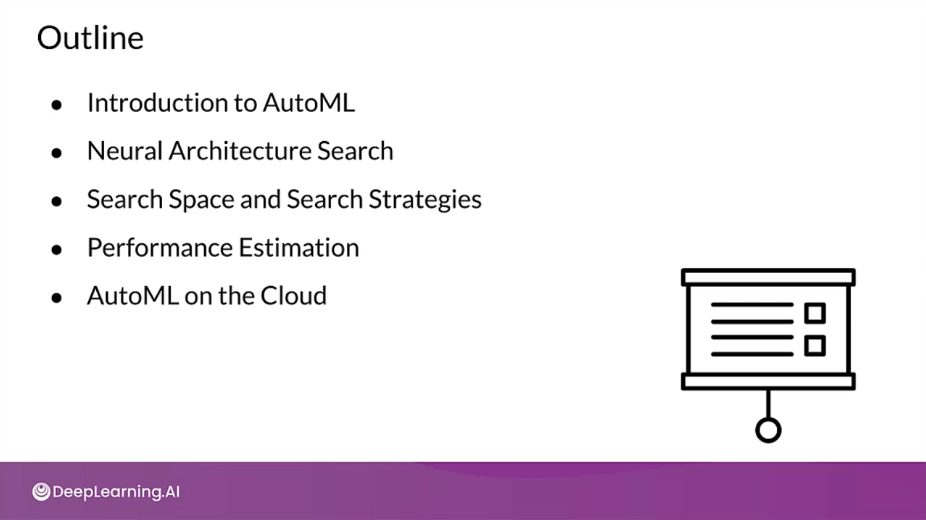 Outline
● Introduction to AutoML
● Neural Architecture Search
● Search Space and Search Strategies
● Performance Estimation
● AutoML on the Cloud
DeepLearning.AI